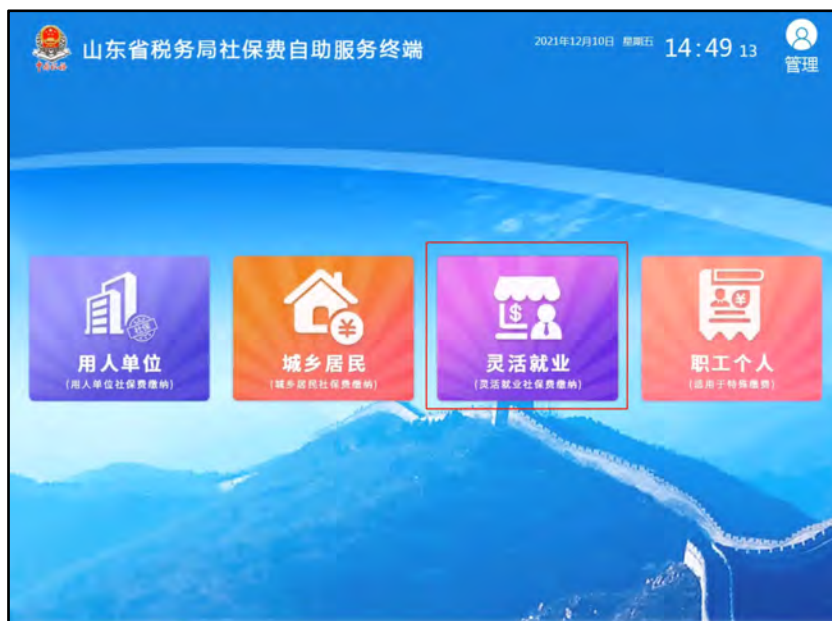 山东省税务局社保费自助服务终端
2021年12月10日 星期五 14:49 13
管理
用人单位
(用人单位社保费缴纳)
城乡居民
(城乡居民社保费缴纳)
灵活就业
(灵活就业社保费缴纳)
职工个人
(适用于特殊缴费)